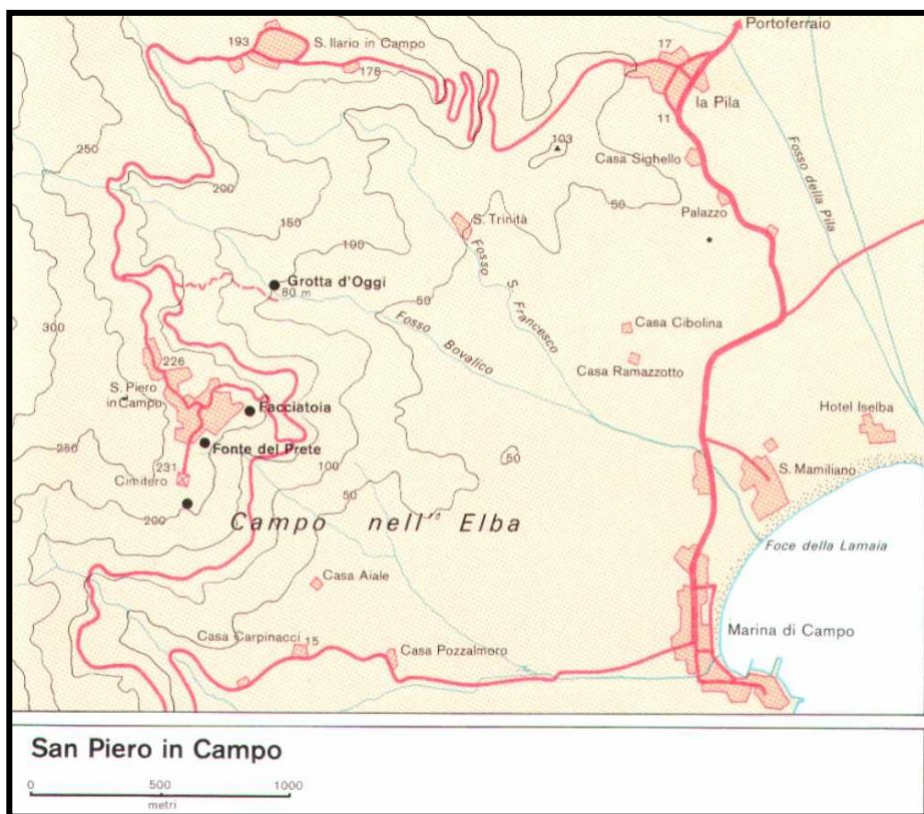 Portoferraio
193
S. Ilario in Campo
178
17
la Pila
11
250
103
Casa Sighello
Fosso della Pila
200
50
Palazzo
150
S. Trinità
100
Grotta d'Oggi
80 m
50
Fosso S. Francesco
300
Fosso Bovalico
Casa Cibolina
Casa Ramazzotto
226
S. Piero
in Campo
Facciatoia
Hotel Iselba
Fonte del Prete
250
231
Cimitero
100
50
50
S. Mamiliano
200
Campo nell' Elba
Foce della Lamaia
Casa Aiale
Casa Carpinacci
15
Casa Pozzalmoro
Marina di Campo
San Piero in Campo
0 500 1000
metri